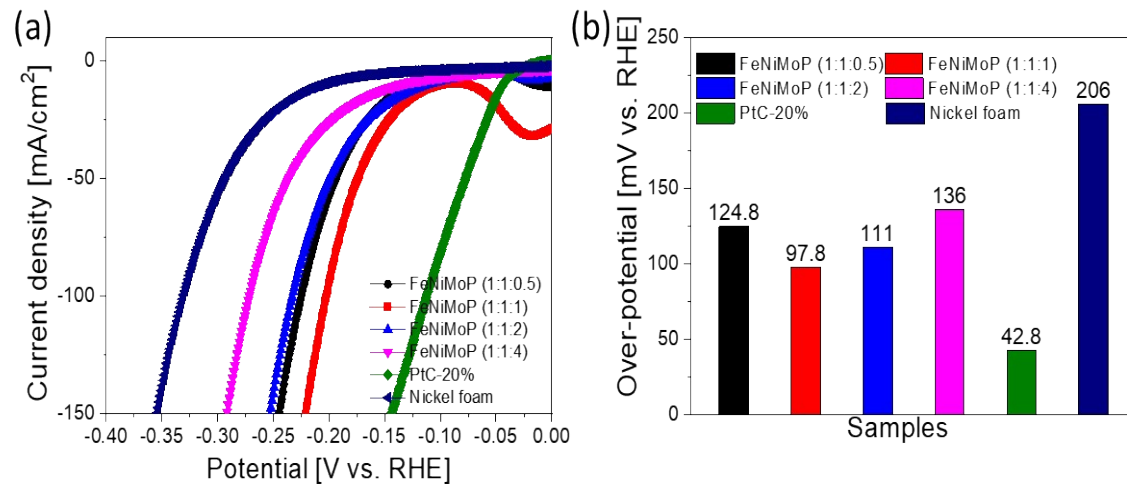 (a)
0
-50
-100
-150
-0.40 -0.35 -0.30 -0.25 -0.20 -0.15 -0.10 -0.05 0.00
Current density [mA/cm²]
Potential [V vs. RHE]
FeNiMoP (1:1:0.5)
FeNiMoP (1:1:1)
FeNiMoP (1:1:2)
FeNiMoP (1:1:4)
PtC-20%
Nickel foam
(b)
250
200
150
100
50
0
Over-potential [mV vs. RHE]
FeNiMoP (1:1:0.5) FeNiMoP (1:1:1)
FeNiMoP (1:1:2) FeNiMoP (1:1:4)
PtC-20% Nickel foam
124.8
97.8
111
136
42.8
206
Samples